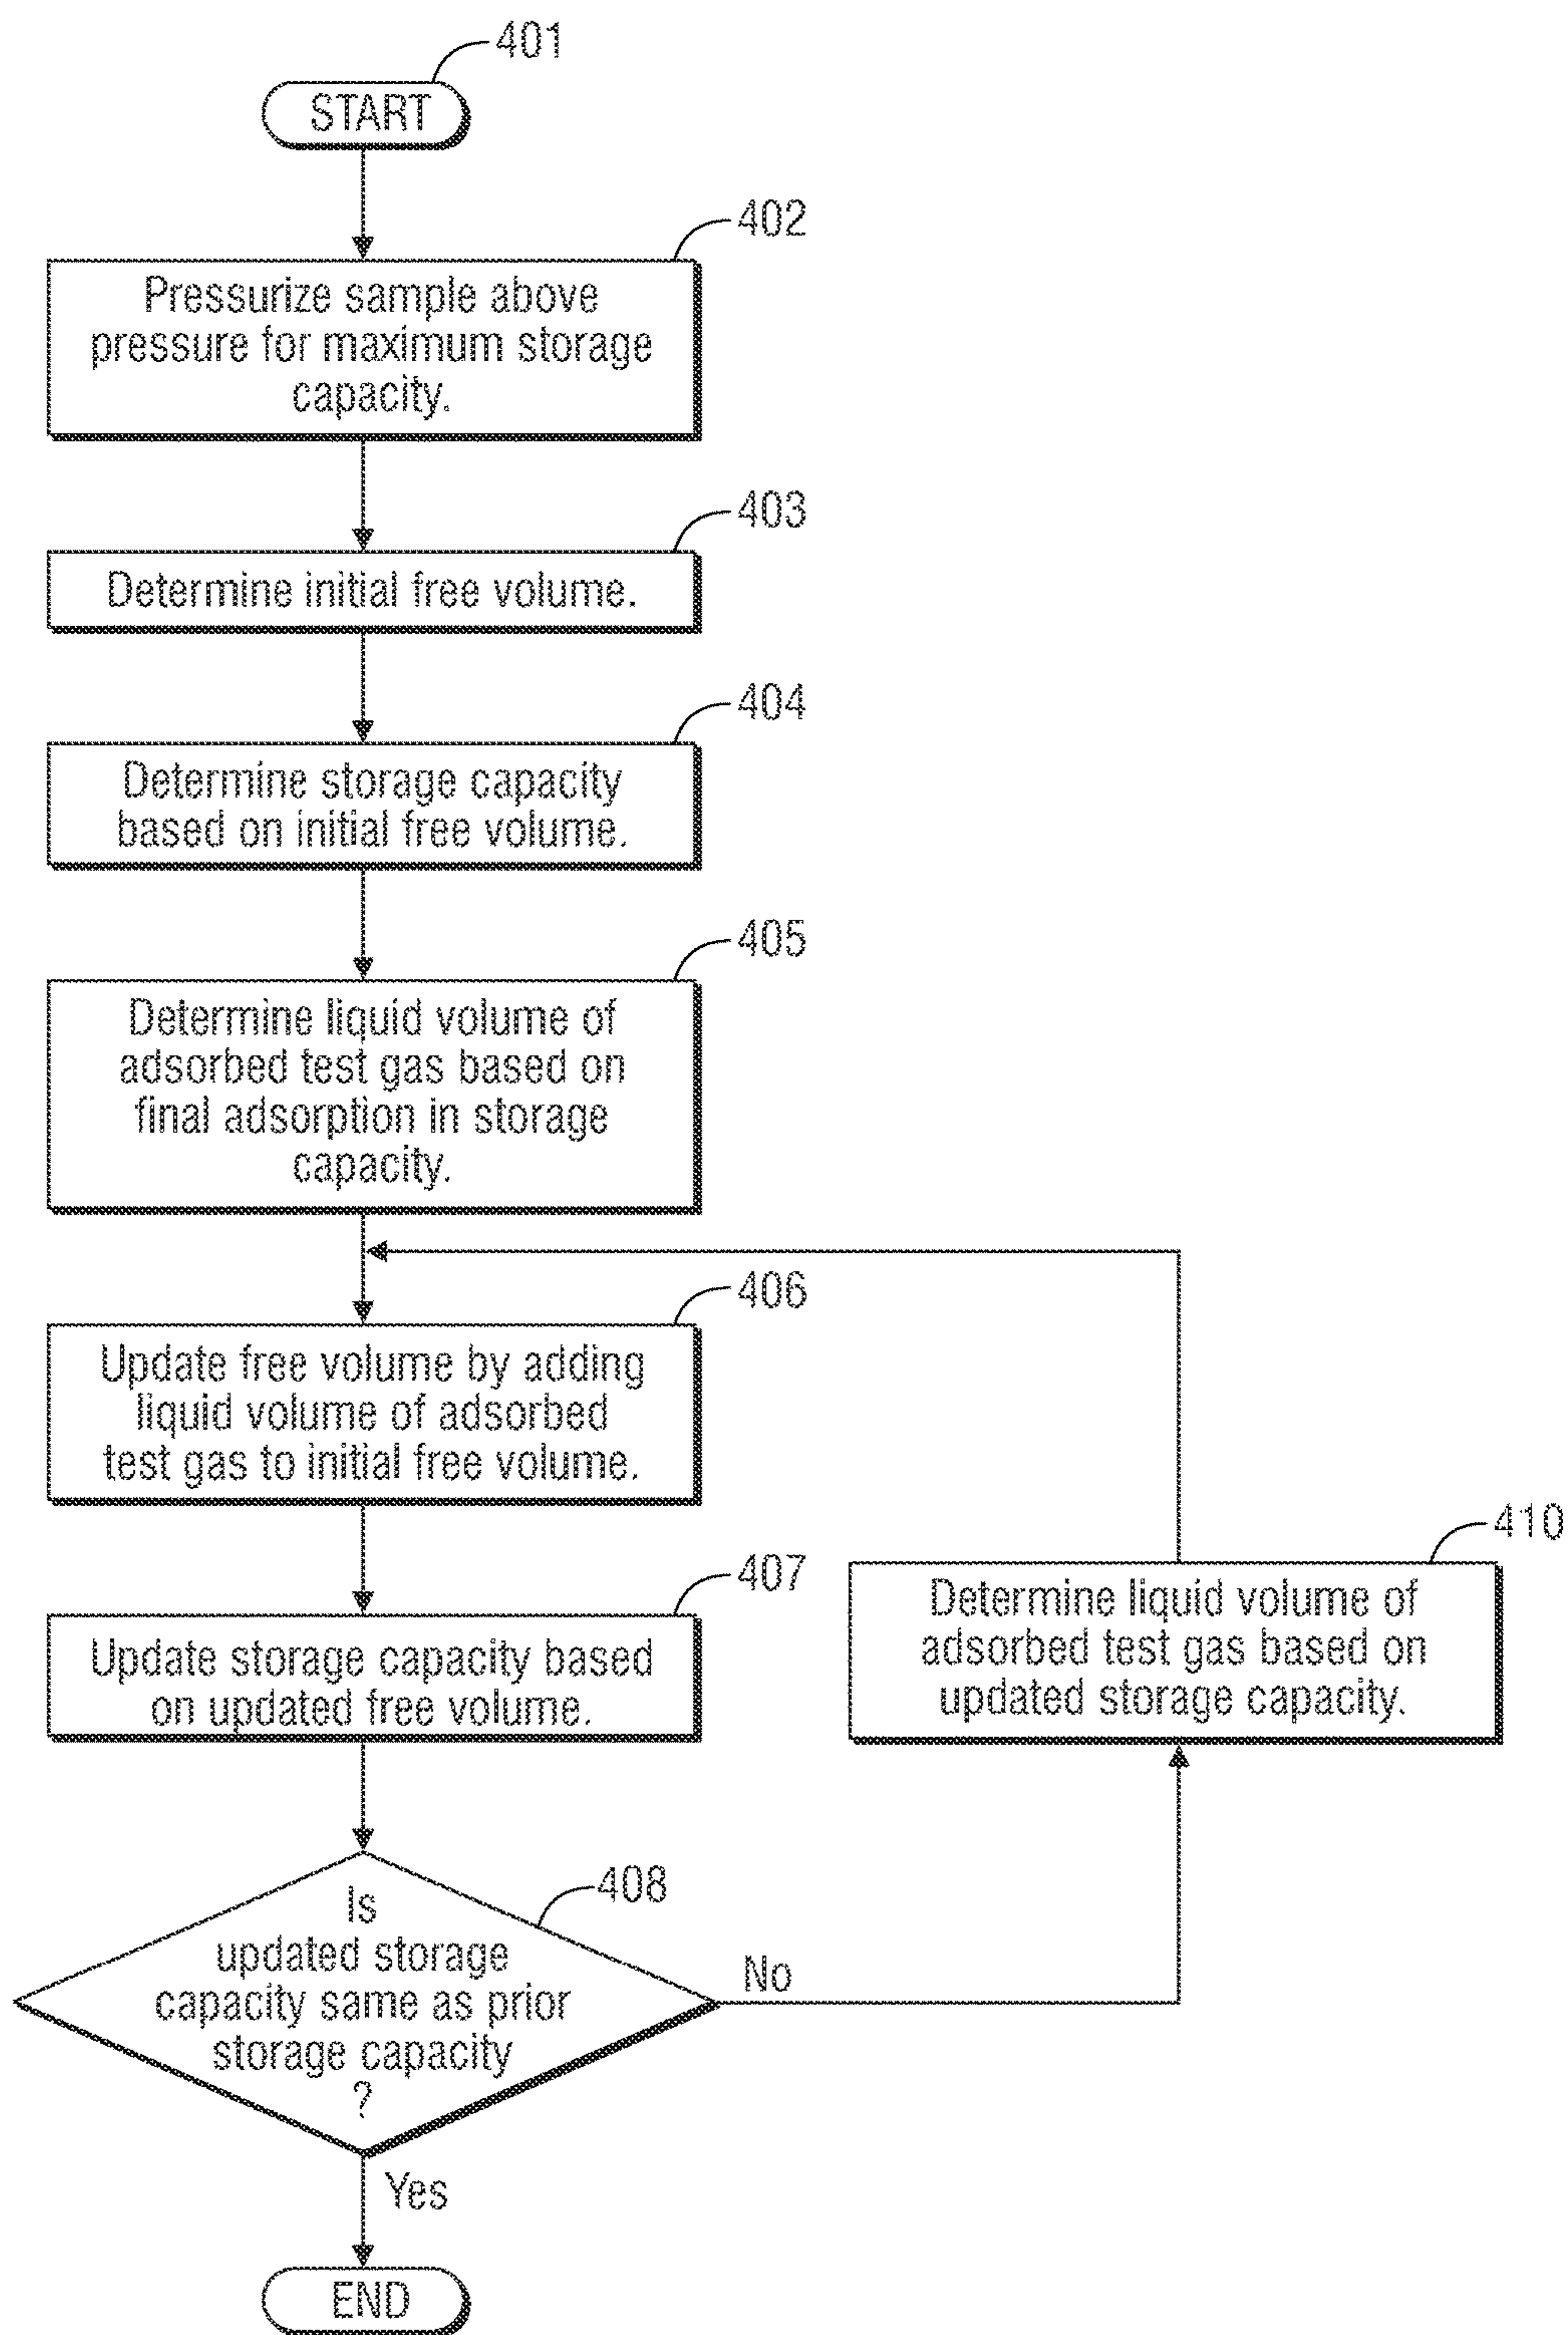 401
START
402
Pressurize sample above
pressure for maximum storage
capacity.
403
Determine initial free volume.
404
Determine storage capacity
based on initial free volume.
405
Determine liquid volume of
adsorbed test gas based on
final adsorption in storage
capacity.
406
Update free volume by adding
liquid volume of adsorbed
test gas to initial free volume.
407
Update storage capacity based
on updated free volume.
410
Determine liquid volume of
adsorbed test gas based on
updated storage capacity.
408
Is
updated storage
capacity same as prior
storage capacity
?
No
Yes
END